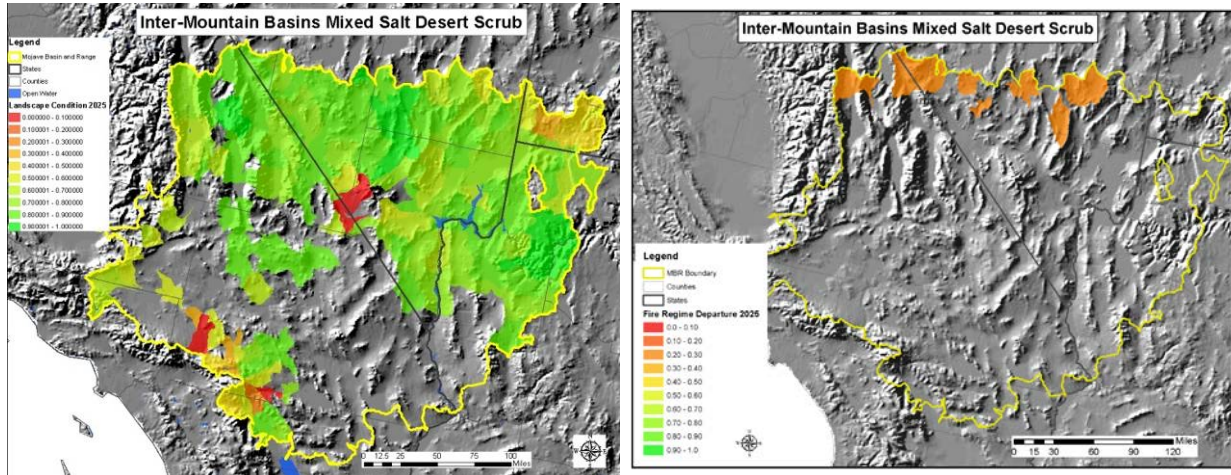 Inter-Mountain Basins Mixed Salt Desert Scrub
Legend
Mojave Basin and Range
States
Counties
Open Water
Landscape Condition 2025
0.000000 - 0.100000
0.100001 - 0.200000
0.200001 - 0.300000
0.300001 - 0.400000
0.400001 - 0.500000
0.500001 - 0.600000
0.600001 - 0.700000
0.700001 - 0.800000
0.800001 - 0.900000
0.900001 - 1.000000
0 12.5 25 50 75 100
Miles
Inter-Mountain Basins Mixed Salt Desert Scrub
Legend
MBR Boundary
Counties
States
Fire Regime Departure 2025
0.0 - 0.10
0.10 - 0.20
0.20 - 0.30
0.30 - 0.40
0.40 - 0.50
0.50 - 0.60
0.60 - 0.70
0.70 - 0.80
0.80 - 0.90
0.90 - 1.0
0 15 30 60 90 120
Miles